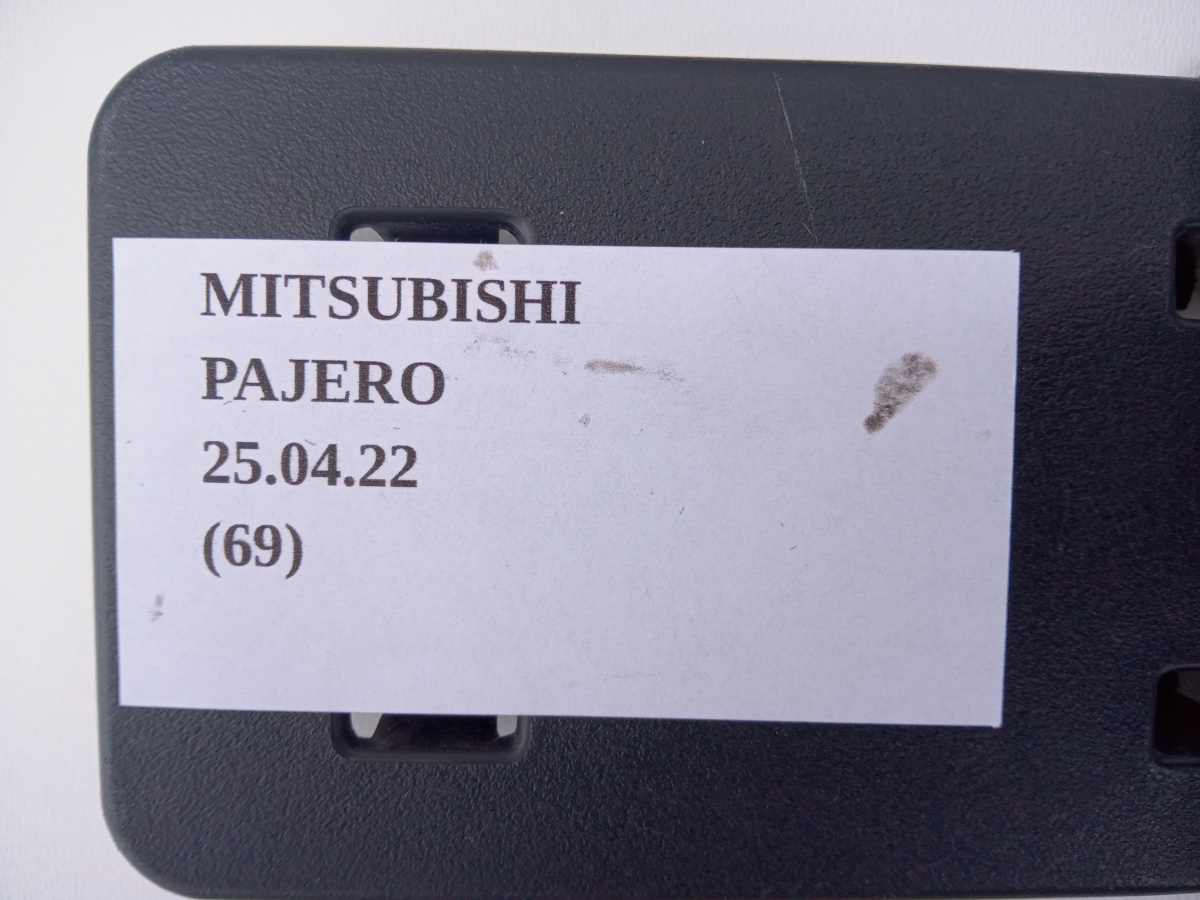 MITSUBISHI
PAJERO
25.04.22
(69)